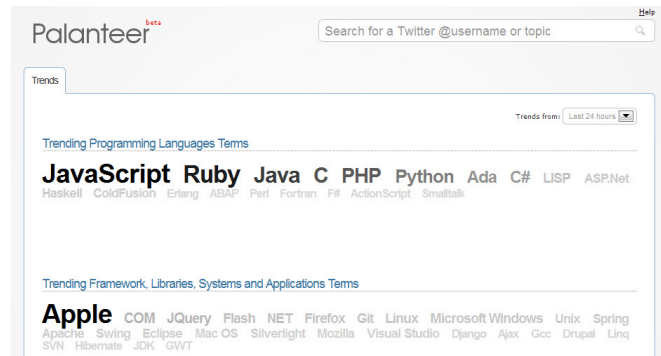 Help
Palanteer beta
Search for a Twitter @username or topic
Trends
Trends from: Last 24 hours
Trending Programming Languages Terms
JavaScript Ruby Java C PHP Python Ada C# LISP ASP.Net
Haskell ColdFusion Erlang ABAP Perl Fortran F# ActionScript Smalltalk
Trending Framework, Libraries, Systems and Applications Terms
Apple COM JQuery Flash NET Firefox Git Linux Microsoft Windows Unix Spring
Apache Swing Eclipse Mac OS Silverlight Mozilla Visual Studio Django Ajax Gcc Drupal Linq
SVN Hibernate JDK GWT